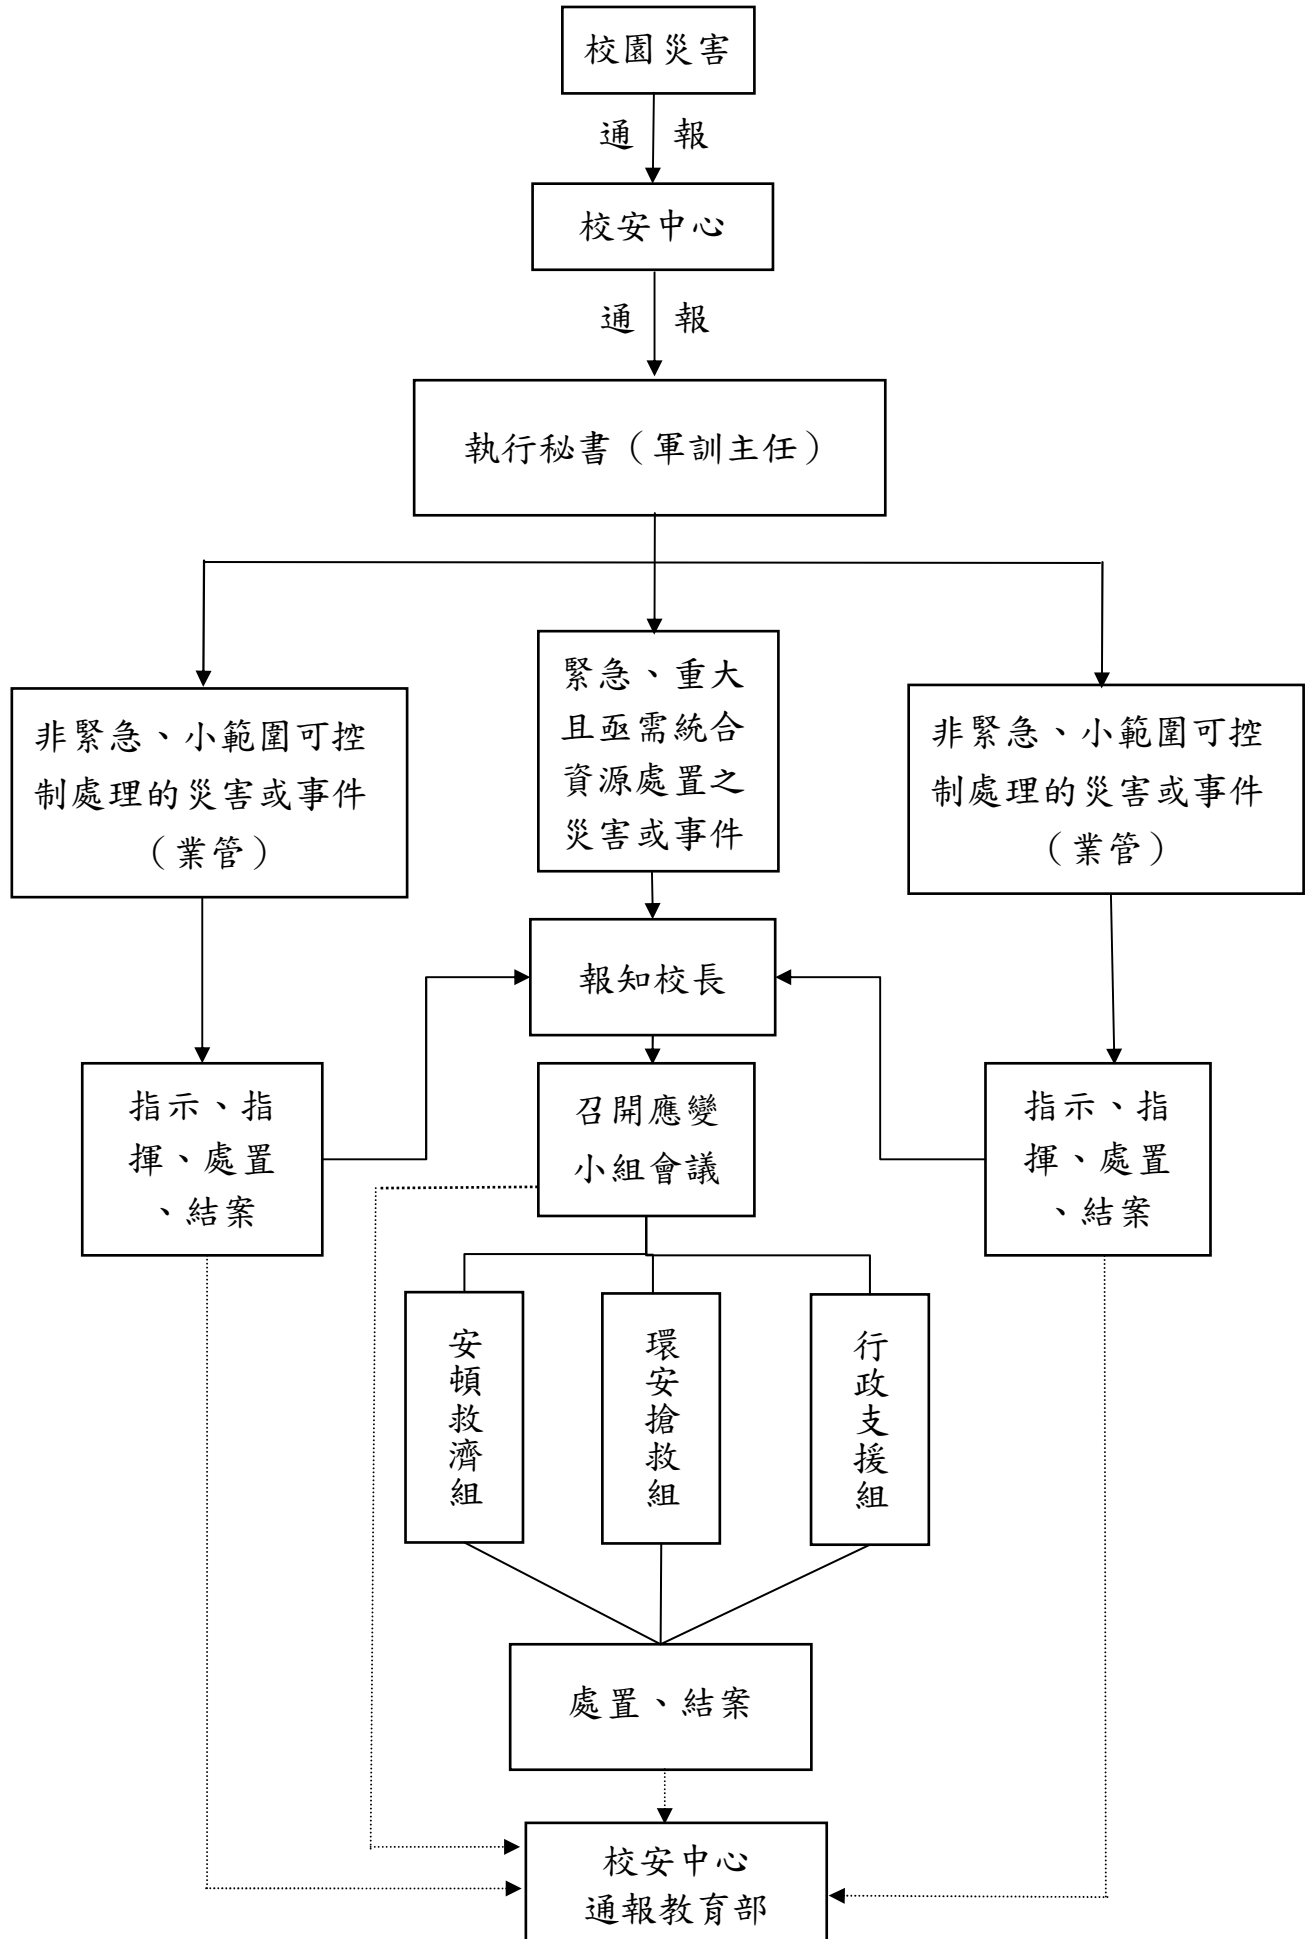 校園災害
通 報
校安中心
通 報
執行秘書（軍訓主任）
非緊急、小範圍可控
制處理的災害或事件
（業管）
緊急、重大
且亟需統合
資源處置之
災害或事件
非緊急、小範圍可控
制處理的災害或事件
（業管）
報知校長
指示、指
揮、處置
、結案
召開應變
小組會議
指示、指
揮、處置
、結案
安頓救濟組
環安搶救組
行政支援組
處置、結案
校安中心
通報教育部